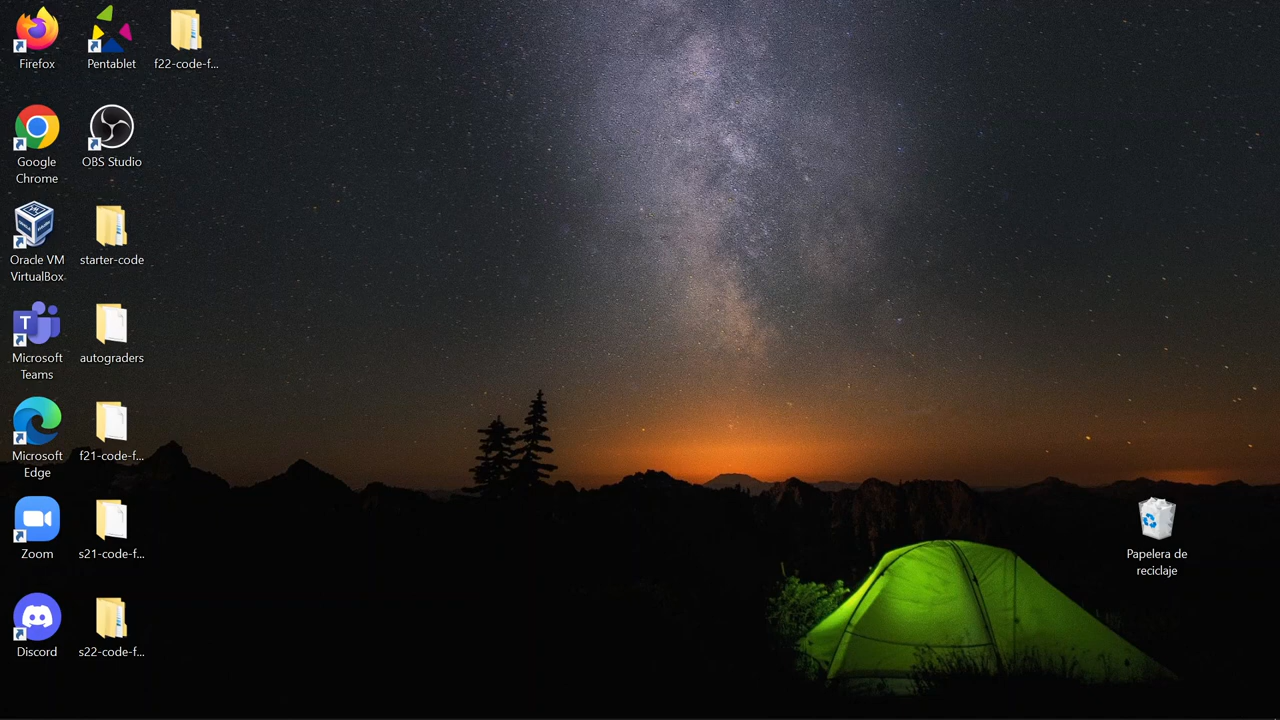 Firefox
Pentablet
f22-code-f...
Google
Chrome
OBS Studio
Oracle VM
VirtualBox
starter-code
Microsoft
Teams
autograders
Microsoft
Edge
f21-code-f...
Zoom
s21-code-f...
Papelera de
reciclaje
Discord
s22-code-f...